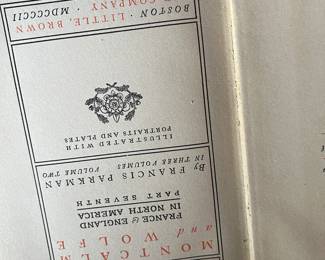 MONTCALM
and WOLFE
FRANCE & ENGLAND
IN NORTH AMERICA
PART SEVENTH
By FRANCIS PARKMAN
IN THREE VOLUMES
VOLUME TWO
ILLUSTRATED WITH
PORTRAITS AND PLATES
BOSTON · LITTLE, BROWN
COMPANY · MDCCCCII